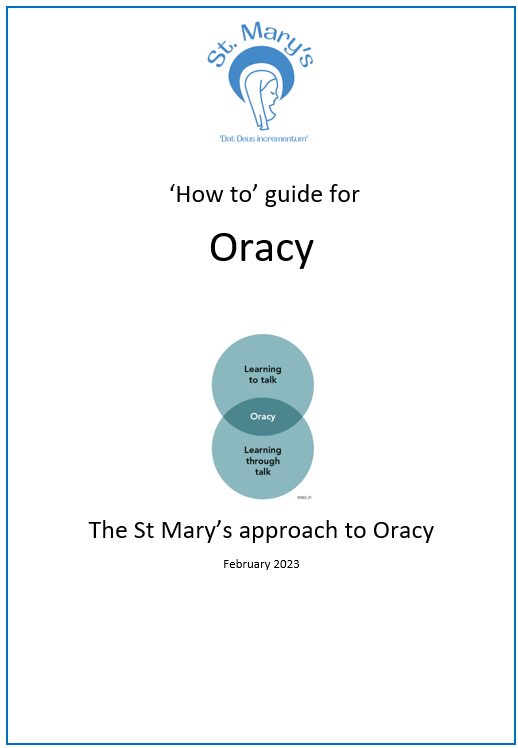 St. Mary's
'Dat Deus incrementum'
‘How to’ guide for
Oracy
Learning
to talk
Oracy
Learning
through
talk
The St Mary’s approach to Oracy
February 2023